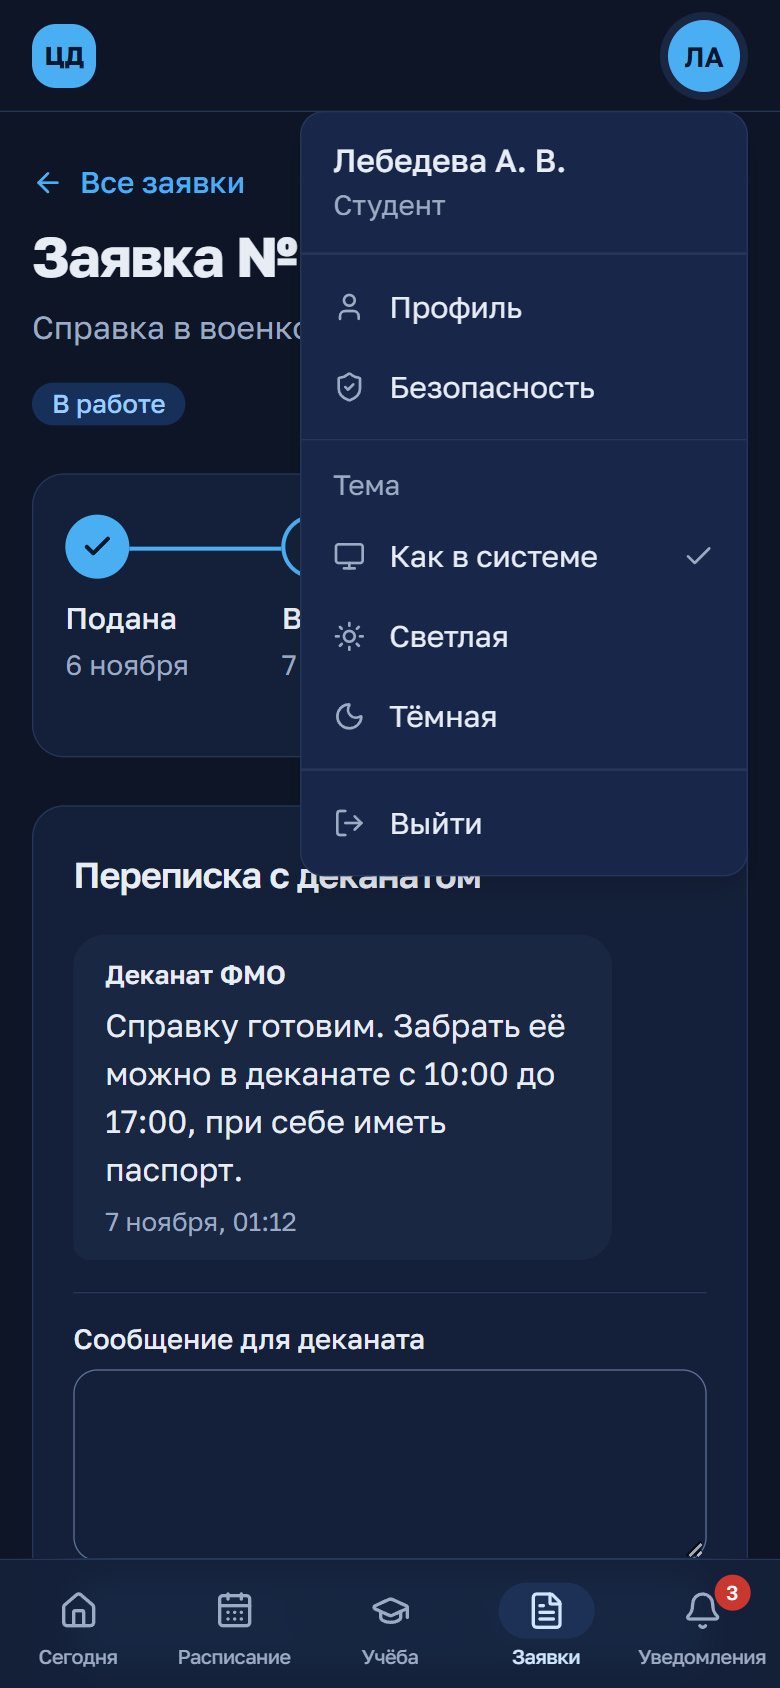 ЦД
ЛА
Лебедева А. В.
Студент
Профиль
Безопасность
Тема
Как в системе
Светлая
Тёмная
Выйти
Все заявки
Заявка №
Справка в
В работе
Подана
6 ноября
7
Переписка с деканатом
Деканат ФМО
Справку готовим. Забрать её
можно в деканате с 10:00 до
17:00, при себе иметь
паспорт.
7 ноября, 01:12
Сообщение для деканата
Сегодня
Расписание
Учёба
Заявки
Уведомления
3